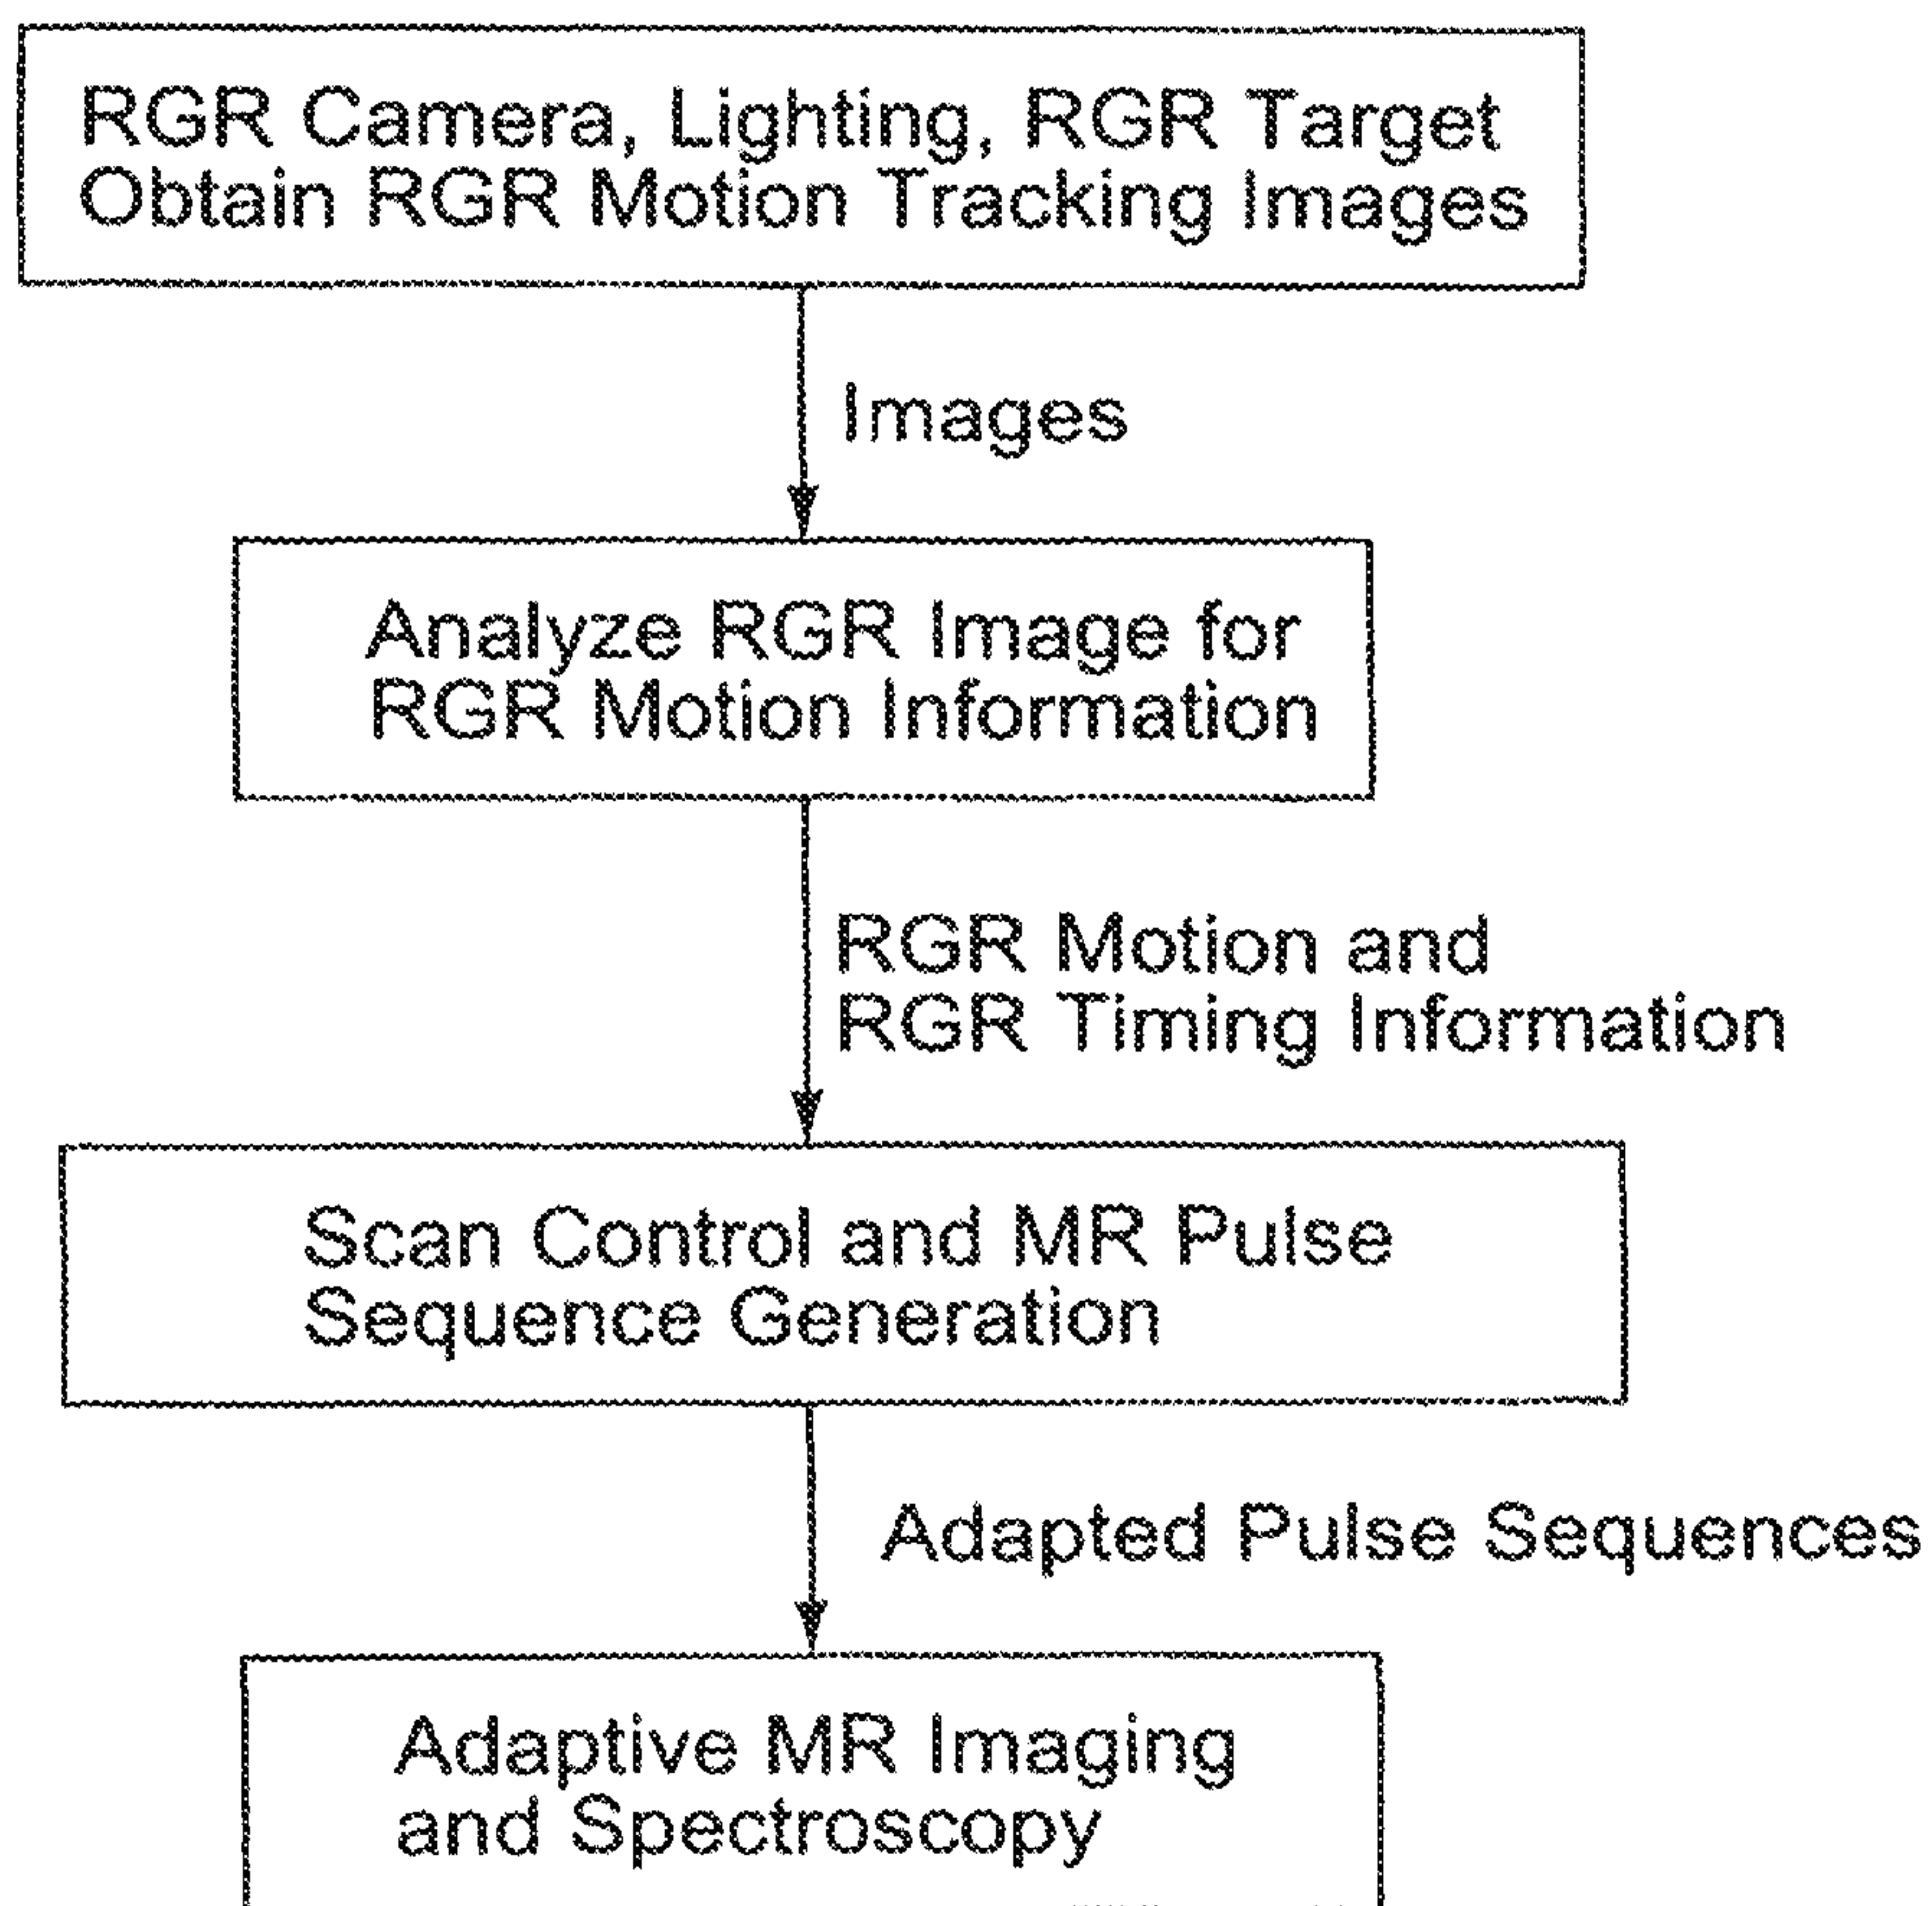 RGR Camera, Lighting, RGR Target
Obtain RGR Motion Tracking Images
Images
Analyze RGR Image for
RGR Motion Information
RGR Motion and
RGR Timing Information
Scan Control and MR Pulse
Sequence Generation
Adapted Pulse Sequences
Adaptive MR Imaging
and Spectroscopy